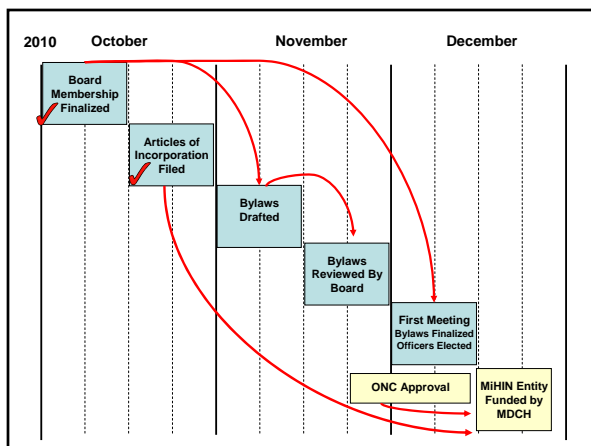 2010 October November December
Board
Membership
Finalized
Articles of
Incorporation
Filed
Bylaws
Drafted
Bylaws
Reviewed By
Board
First Meeting
Bylaws Finalized
Officers Elected
ONC Approval
MiHIN Entity
Funded by
MDCH